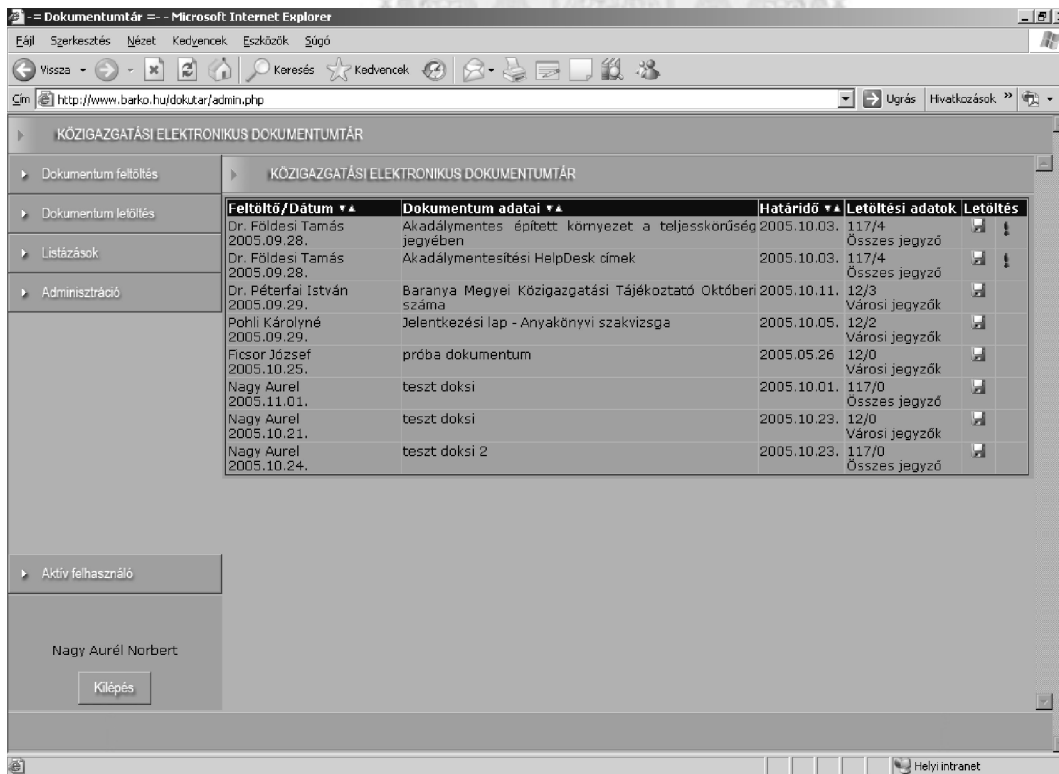 -= Dokumentumtár =- - Microsoft Internet Explorer
Fájl Szerkesztés Nézet Kedvencek Eszközök Súgó
Vissza Keresés Kedvencek
Cím http://www.barko.hu/dokutar/admin.php Ugrás Hivatkozások »
KÖZIGAZGATÁSI ELEKTRONIKUS DOKUMENTUMTÁR
Dokumentum feltöltés
Dokumentum letöltés
Listázások
Adminisztráció
KÖZIGAZGATÁSI ELEKTRONIKUS DOKUMENTUMTÁR
Feltöltő/Dátum ▼▲ Dokumentum adatai ▼▲ Határidő ▼▲ Letöltési adatok Letöltés
Dr. Földesi Tamás Akadálymentes épített környezet a teljesskörűség 2005.10.03. 117/4 !
2005.09.28. jegyében Összes jegyző
Dr. Földesi Tamás Akadálymentesítési HelpDesk címek 2005.10.03. 117/4 !
2005.09.28. Összes jegyző
Dr. Péterfai István Baranya Megyei Közigazgatási Tájékoztató Októberi 2005.10.11. 12/3
2005.09.29. száma Városi jegyzők
Pohli Károlyné Jelentkezési lap - Anyakönyvi szakvizsga 2005.10.05. 12/2
2005.09.29. Városi jegyzők
Ficsor József próba dokumentum 2005.05.26 12/0
2005.10.25. Városi jegyzők
Nagy Aurel teszt doksi 2005.10.01. 117/0
2005.11.01. Összes jegyző
Nagy Aurel teszt doksi 2005.10.23. 12/0
2005.10.21. Városi jegyzők
Nagy Aurel teszt doksi 2 2005.10.23. 117/0
2005.10.24. Összes jegyző
Aktív felhasználó
Nagy Aurél Norbert
Kilépés
Helyi intranet